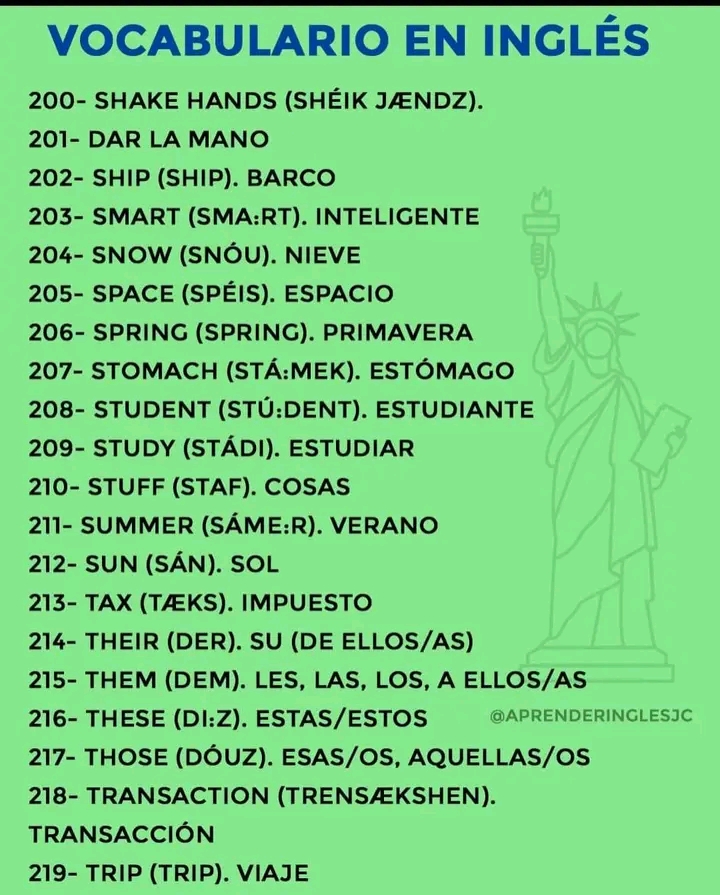 VOCABULARIO EN INGLÉS
200- SHAKE HANDS (SHÉIK JÆNDZ).
201- DAR LA MANO
202- SHIP (SHIP). BARCO
203- SMART (SMA:RT). INTELIGENTE
204- SNOW (SNÓU). NIEVE
205- SPACE (SPÉIS). ESPACIO
206- SPRING (SPRING). PRIMAVERA
207- STOMACH (STÁ:MEK). ESTÓMAGO
208- STUDENT (STÚ:DENT). ESTUDIANTE
209- STUDY (STÁDI). ESTUDIAR
210- STUFF (STAF). COSAS
211- SUMMER (SÁME:R). VERANO
212- SUN (SÁN). SOL
213- TAX (TÆKS). IMPUESTO
214- THEIR (DER). SU (DE ELLOS/AS)
215- THEM (DEM). LES, LAS, LOS, A ELLOS/AS
216- THESE (DI:Z). ESTAS/ESTOS
@APRENDERINGLESJC
217- THOSE (DÓUZ). ESAS/OS, AQUELLAS/OS
218- TRANSACTION (TRENSÆKSHEN).
TRANSACCIÓN
219- TRIP (TRIP). VIAJE